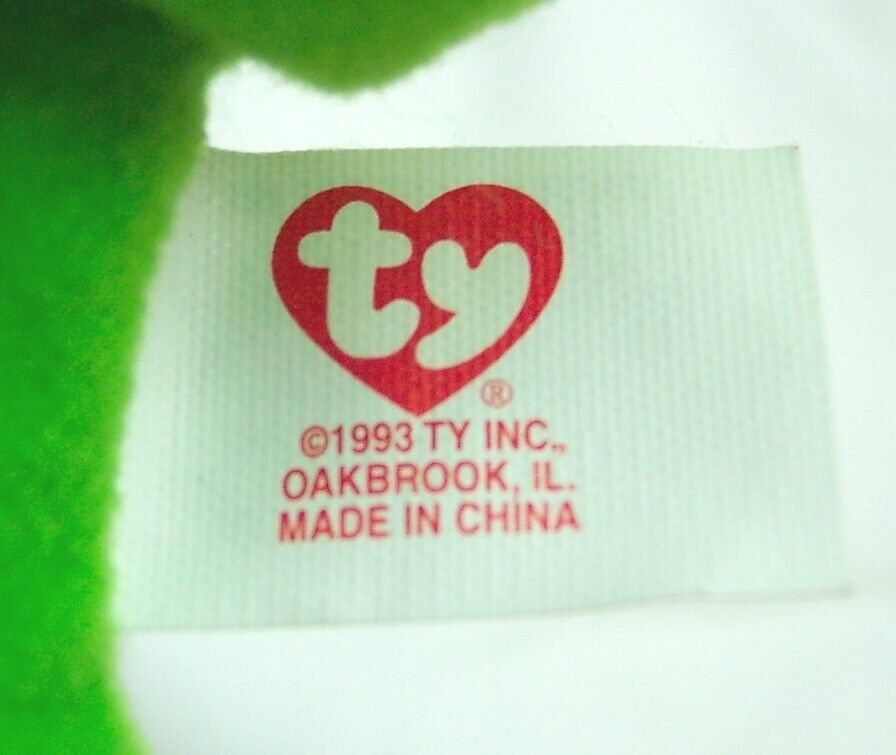 ty
®
©1993 TY INC.,
OAKBROOK, IL.
MADE IN CHINA